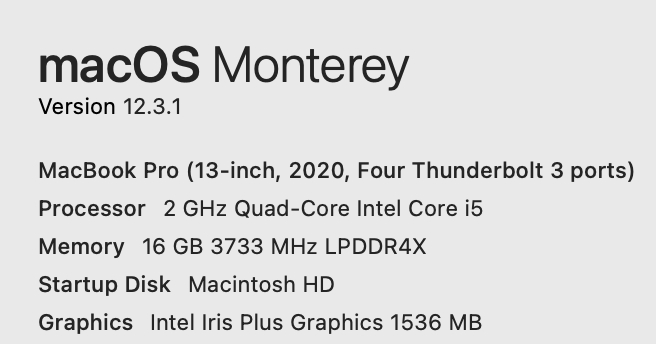 macOS Monterey
Version 12.3.1
MacBook Pro (13-inch, 2020, Four Thunderbolt 3 ports)
Processor 2 GHz Quad-Core Intel Core i5
Memory 16 GB 3733 MHz LPDDR4X
Startup Disk Macintosh HD
Graphics Intel Iris Plus Graphics 1536 MB